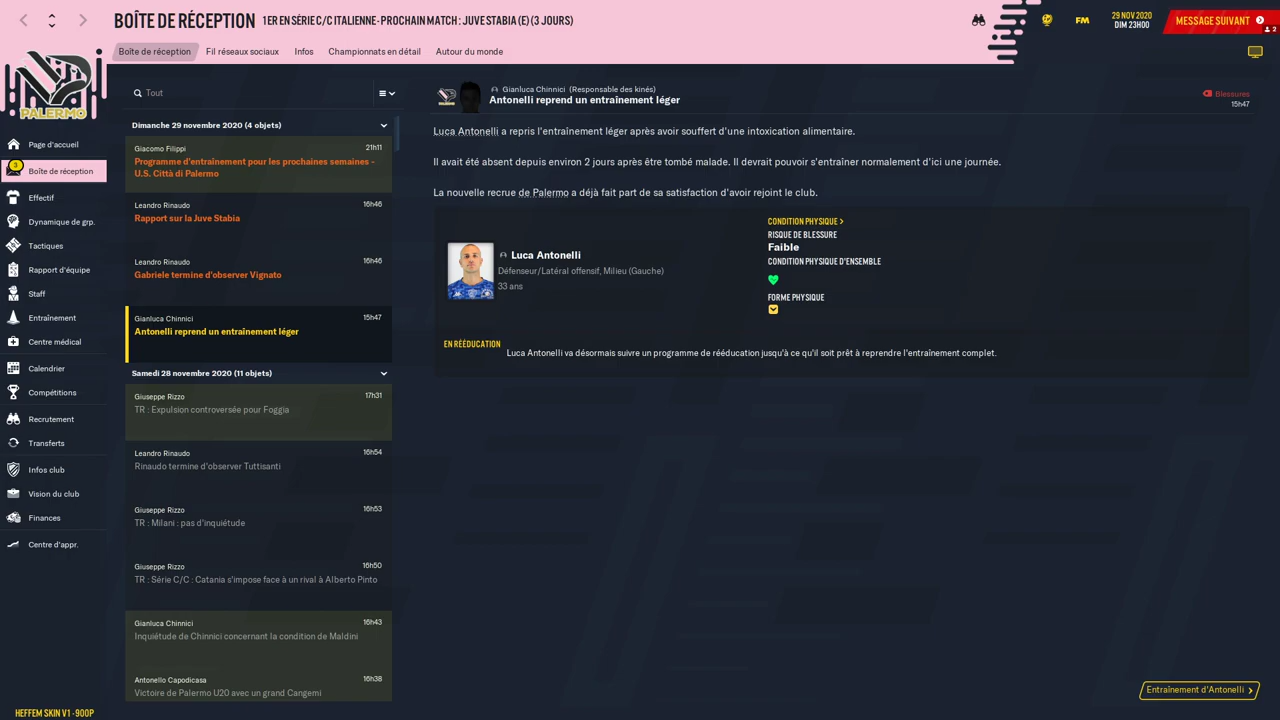 BOÎTE DE RÉCEPTION
1ER EN SÉRIE C/C ITALIENNE - PROCHAIN MATCH : JUVE STABIA (E) (3 JOURS)
29 NOV 2020
DIM 23H00
MESSAGE SUIVANT
2
Boîte de réception
Fil réseaux sociaux
Infos
Championnats en détail
Autour du monde
PALERMO
Page d'accueil
3
Boîte de réception
Effectif
Dynamique de grp.
Tactiques
Rapport d'équipe
Staff
Entraînement
Centre médical
Calendrier
Compétitions
Recrutement
Transferts
Infos club
Vision du club
Finances
Centre d'appr.
HEFFEM SKIN V1 - 900P
Tout
Dimanche 29 novembre 2020 (4 objets)
Giacomo Filippi
21h11
Programme d'entraînement pour les prochaines semaines -
U.S. Città di Palermo
Leandro Rinaudo
16h46
Rapport sur la Juve Stabia
Leandro Rinaudo
16h46
Gabriele termine d'observer Vignato
Gianluca Chinnici
15h47
Antonelli reprend un entraînement léger
Samedi 28 novembre 2020 (11 objets)
Giuseppe Rizzo
17h31
TR : Expulsion controversée pour Foggia
Leandro Rinaudo
16h54
Rinaudo termine d'observer Tuttisanti
Giuseppe Rizzo
16h53
TR : Milani : pas d'inquiétude
Giuseppe Rizzo
16h50
TR : Série C/C : Catania s'impose face à un rival à Alberto Pinto
Gianluca Chinnici
16h43
Inquiétude de Chinnici concernant la condition de Maldini
Antonello Capodicasa
16h38
Victoire de Palermo U20 avec un grand Cangemi
Gianluca Chinnici (Responsable des kinés)
Antonelli reprend un entraînement léger
Blessures
15h47
Luca Antonelli a repris l'entraînement léger après avoir souffert d'une intoxication alimentaire.
Il avait été absent depuis environ 2 jours après être tombé malade. Il devrait pouvoir s'entraîner normalement d'ici une journée.
La nouvelle recrue de Palermo a déjà fait part de sa satisfaction d'avoir rejoint le club.
Luca Antonelli
Défenseur/Latéral offensif, Milieu (Gauche)
33 ans
CONDITION PHYSIQUE
RISQUE DE BLESSURE
Faible
CONDITION PHYSIQUE D'ENSEMBLE
FORME PHYSIQUE
EN RÉÉDUCATION
Luca Antonelli va désormais suivre un programme de rééducation jusqu'à ce qu'il soit prêt à reprendre l'entraînement complet.
Entraînement d'Antonelli